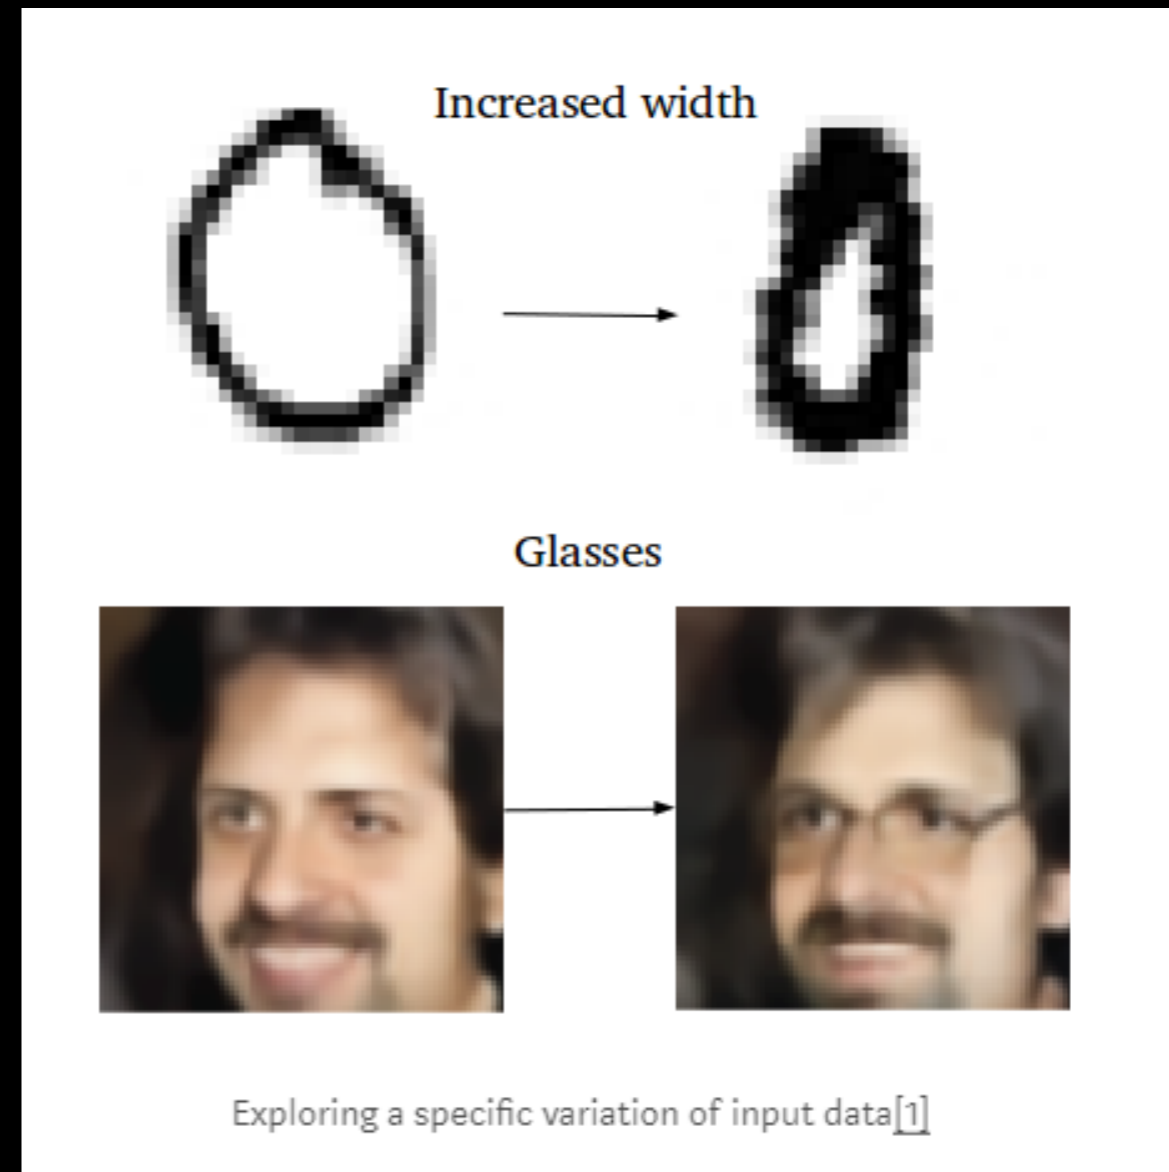 Increased width
Glasses
Exploring a specific variation of input data[1]